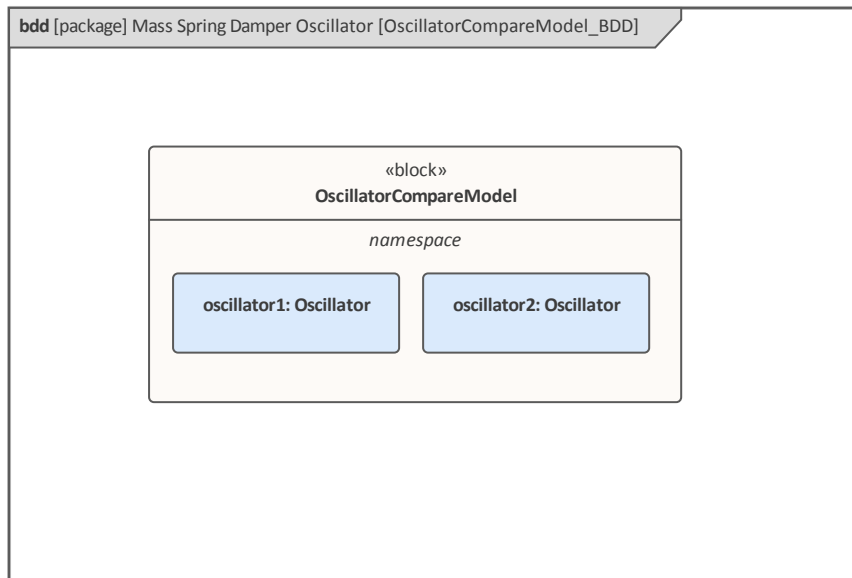 bdd [package] Mass Spring Damper Oscillator [OscillatorCompareModel_BDD]
«block»
OscillatorCompareModel
namespace
oscillator1: Oscillator
oscillator2: Oscillator